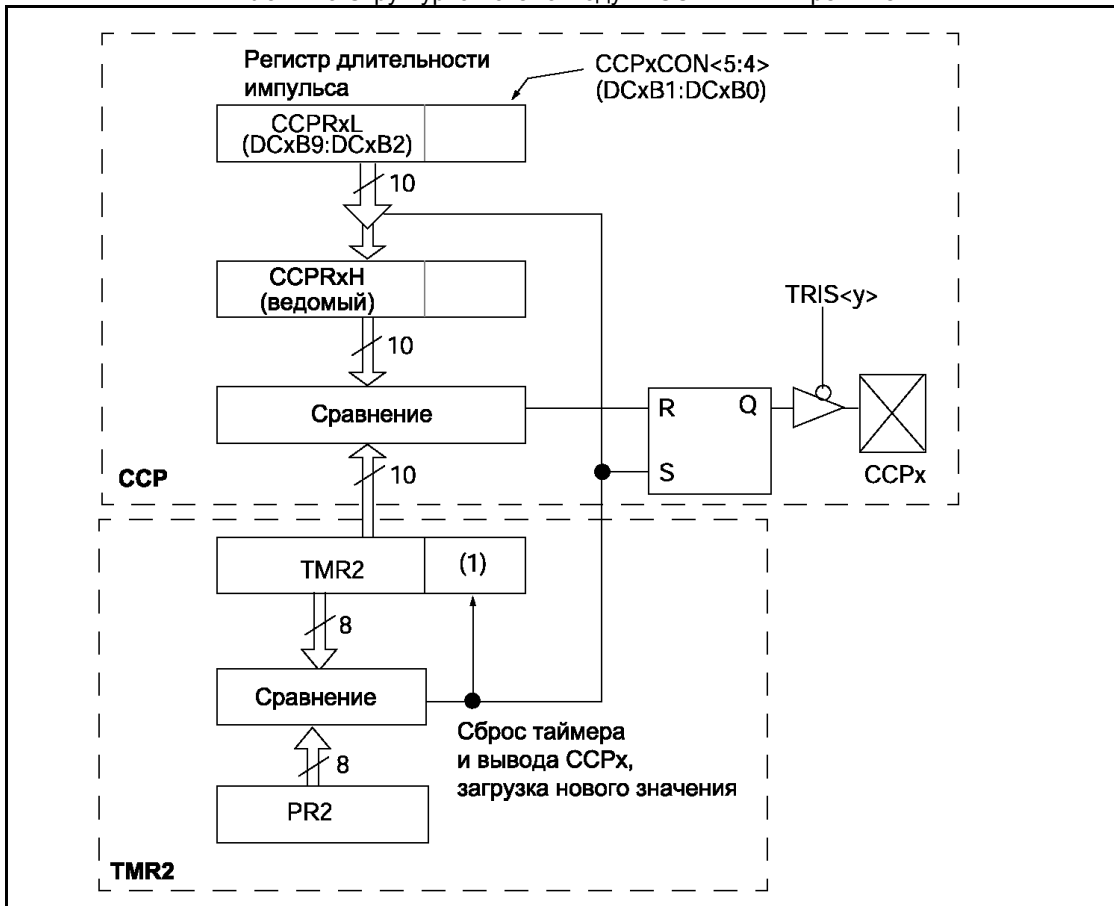 Регистр длительности
импульса
CCPxCON<5:4>
(DCxB1:DCxB0)
CCPRxL
(DCxB9:DCxB2)
10
CCPRxH
(ведомый)
TRIS<y>
10
Сравнение
R Q
S
CCPx
CCP
10
TMR2 (1)
8
Сравнение
Сброс таймера
и вывода CCPx,
загрузка нового значения
8
PR2
TMR2